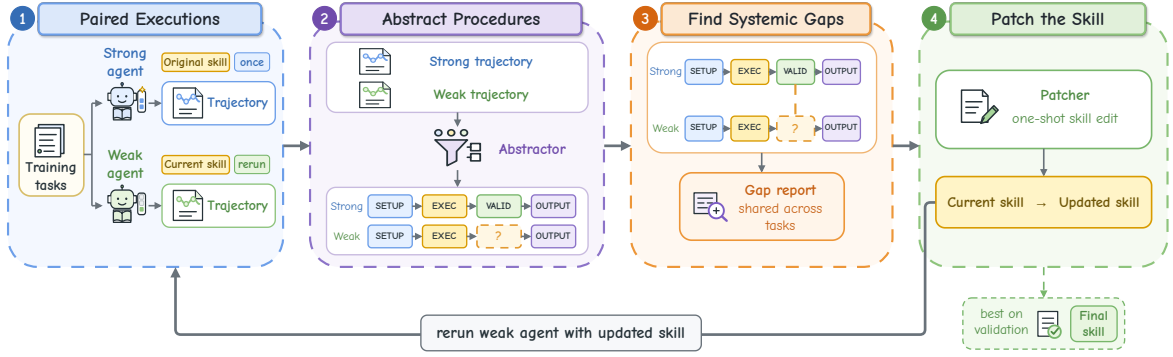 1 Paired Executions
Strong
agent
Original skill once
Trajectory
Training
tasks
Weak
agent
Current skill rerun
Trajectory
2 Abstract Procedures
Strong trajectory
Weak trajectory
Abstractor
Strong SETUP EXEC VALID OUTPUT
Weak SETUP EXEC ? OUTPUT
3 Find Systemic Gaps
Strong SETUP EXEC VALID OUTPUT
Weak SETUP EXEC ? OUTPUT
Gap report
shared across
tasks
4 Patch the Skill
Patcher
one-shot skill edit
Current skill → Updated skill
best on
validation
Final
skill
rerun weak agent with updated skill